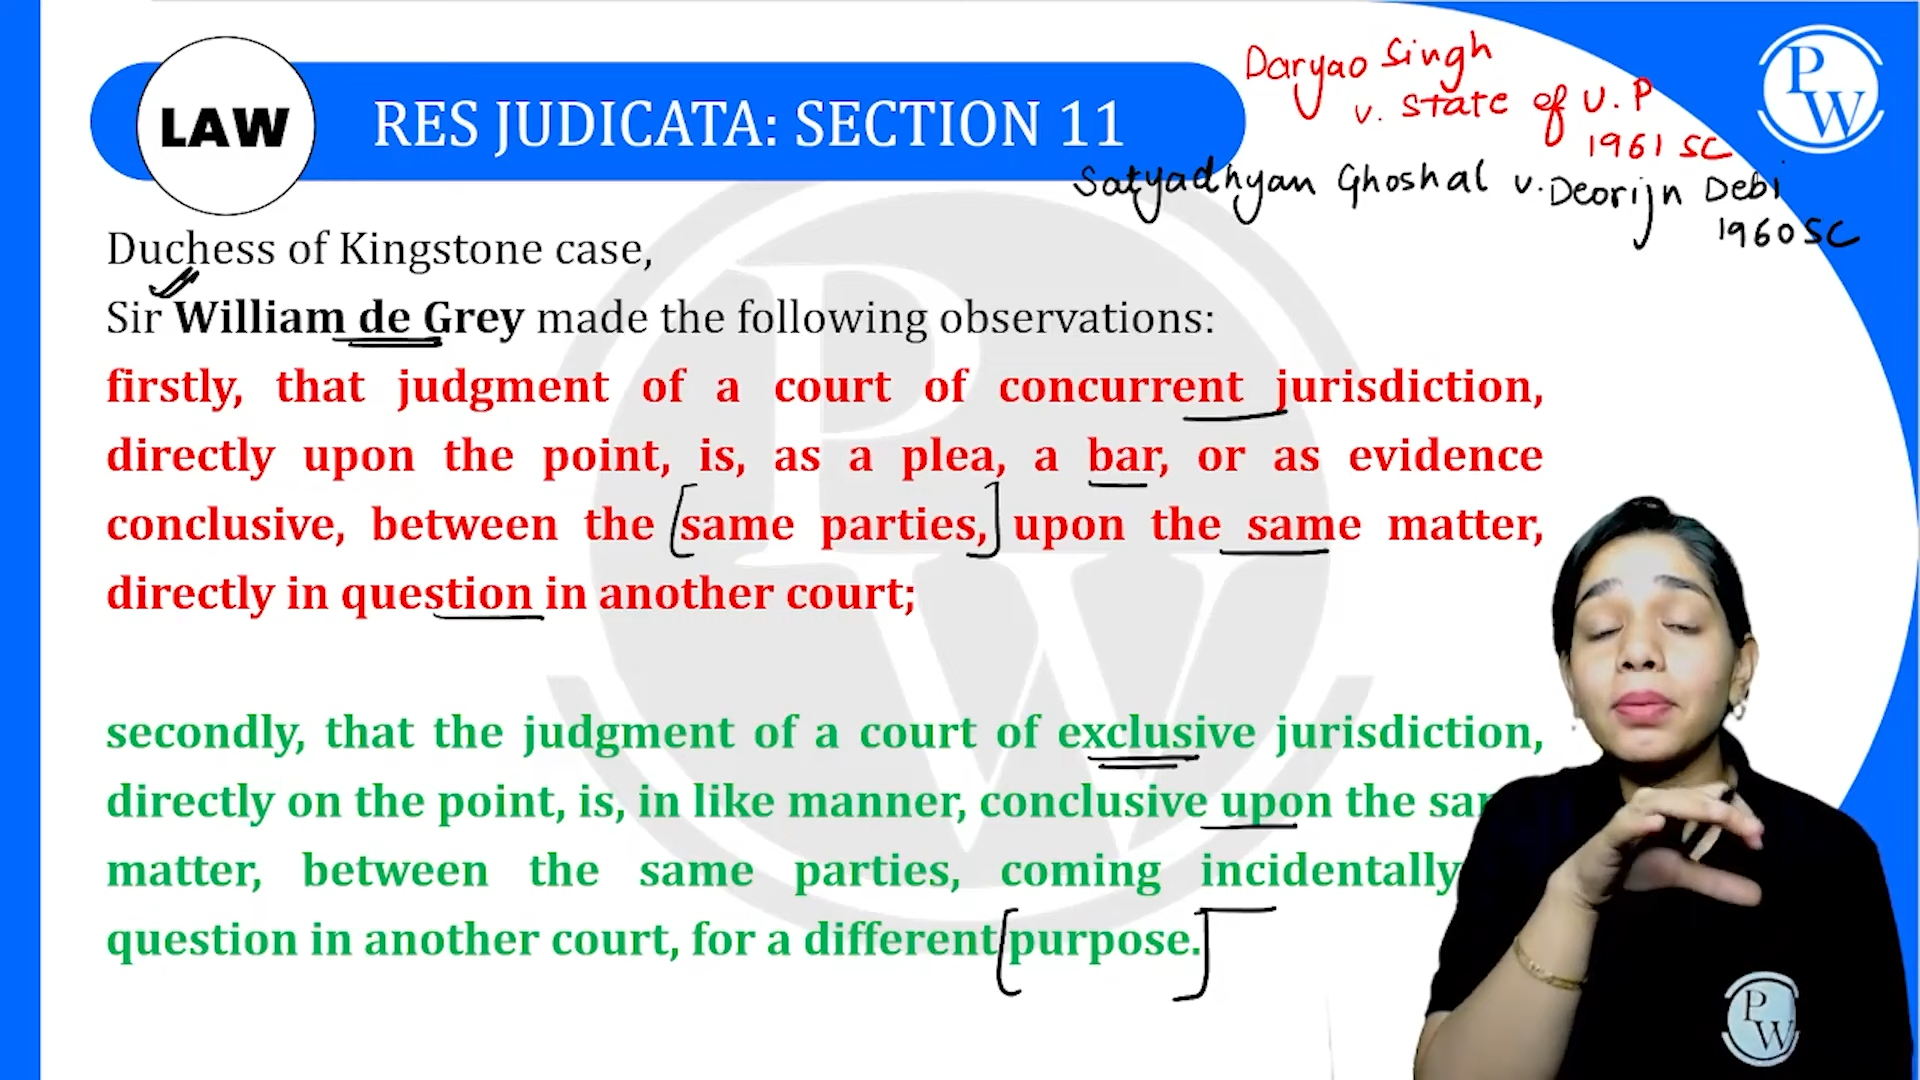 LAW
RES JUDICATA: SECTION 11
Daryao Singh
v. State of U.P
1961 SC
Satyadhyan Ghoshal v. Deorijn Debi
1960 SC
PW
Duchess of Kingstone case,
Sir William de Grey made the following observations:
firstly, that judgment of a court of concurrent jurisdiction,
directly upon the point, is, as a plea, a bar, or as evidence
conclusive, between the same parties, upon the same matter,
directly in question in another court;
secondly, that the judgment of a court of exclusive jurisdiction,
directly on the point, is, in like manner, conclusive upon the
matter, between the same parties, coming incidentally
question in another court, for a different purpose.
PW
PW